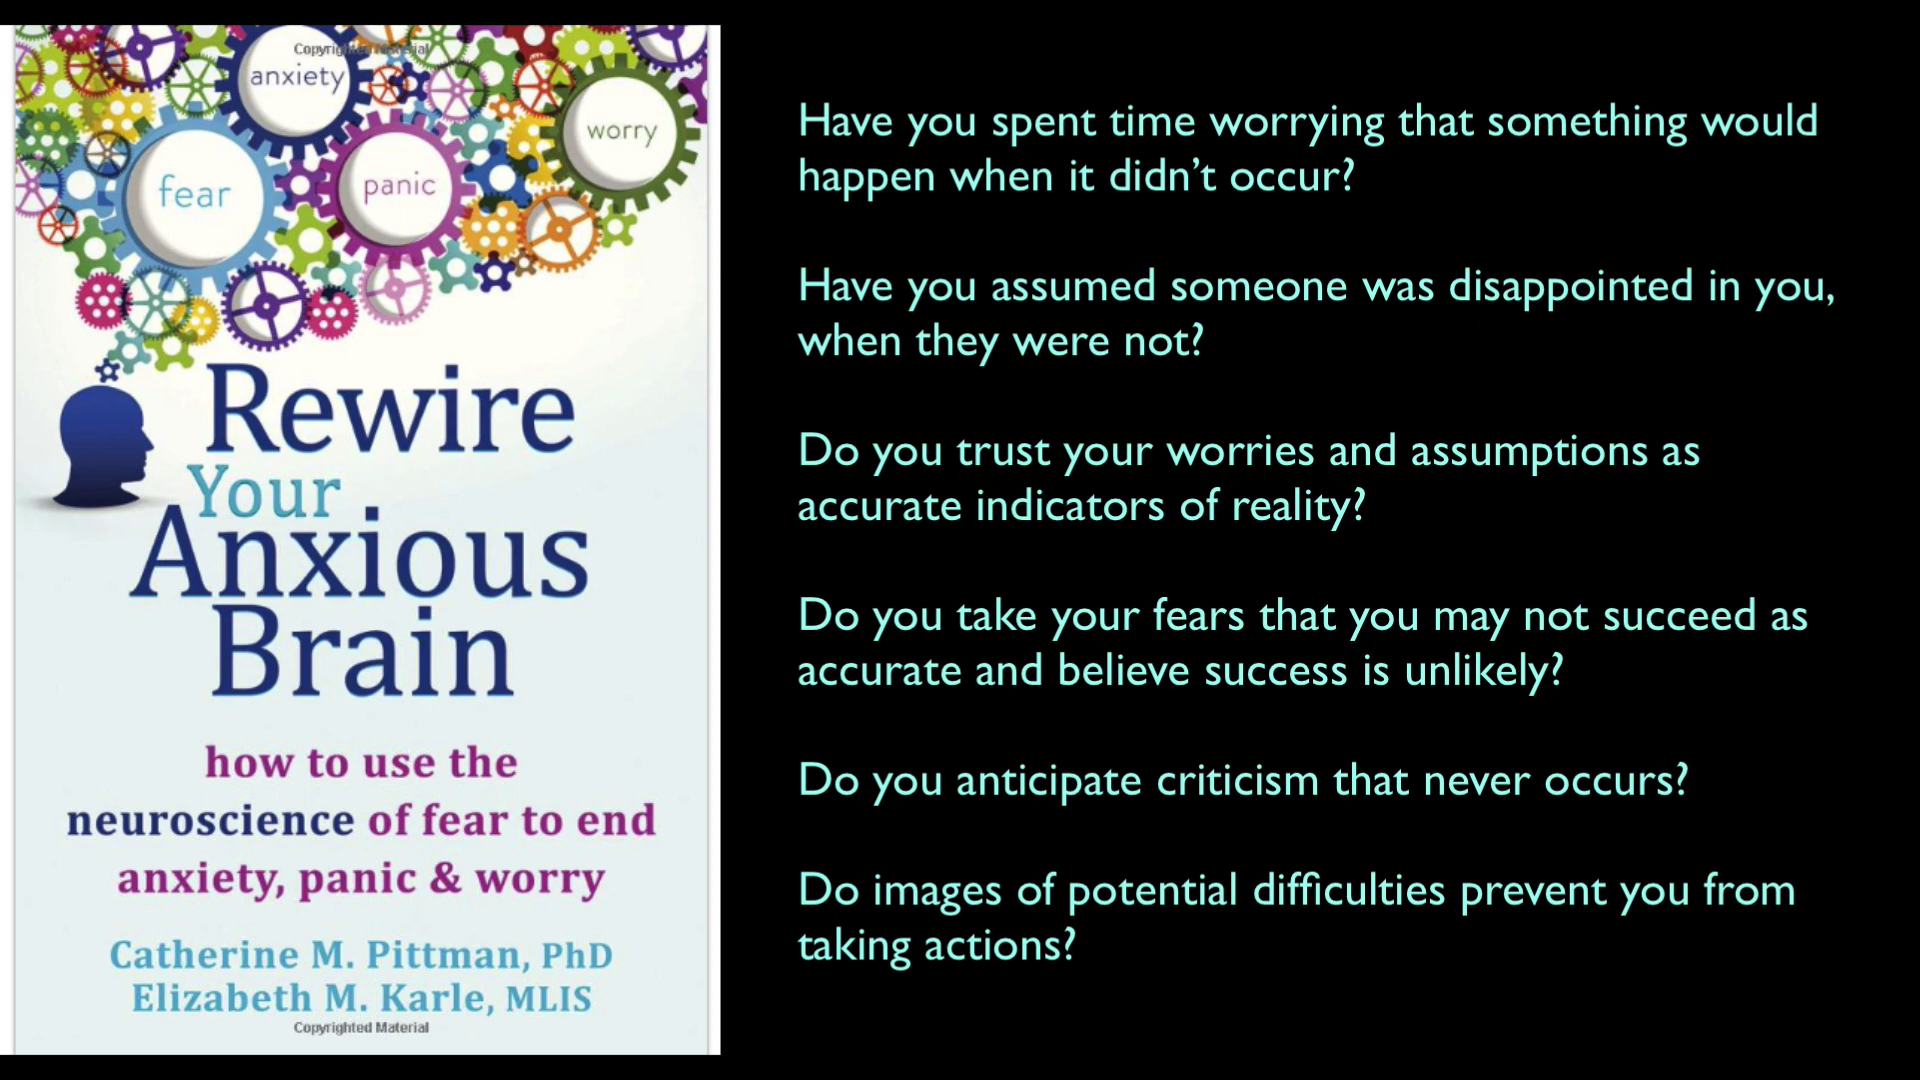 Copyrighted Material
anxiety
worry
fear
panic
Rewire
Your
Anxious
Brain
how to use the
neuroscience of fear to end
anxiety, panic & worry
Catherine M. Pittman, PhD
Elizabeth M. Karle, MLIS
Copyrighted Material
Have you spent time worrying that something would
happen when it didn’t occur?
Have you assumed someone was disappointed in you,
when they were not?
Do you trust your worries and assumptions as
accurate indicators of reality?
Do you take your fears that you may not succeed as
accurate and believe success is unlikely?
Do you anticipate criticism that never occurs?
Do images of potential difficulties prevent you from
taking actions?